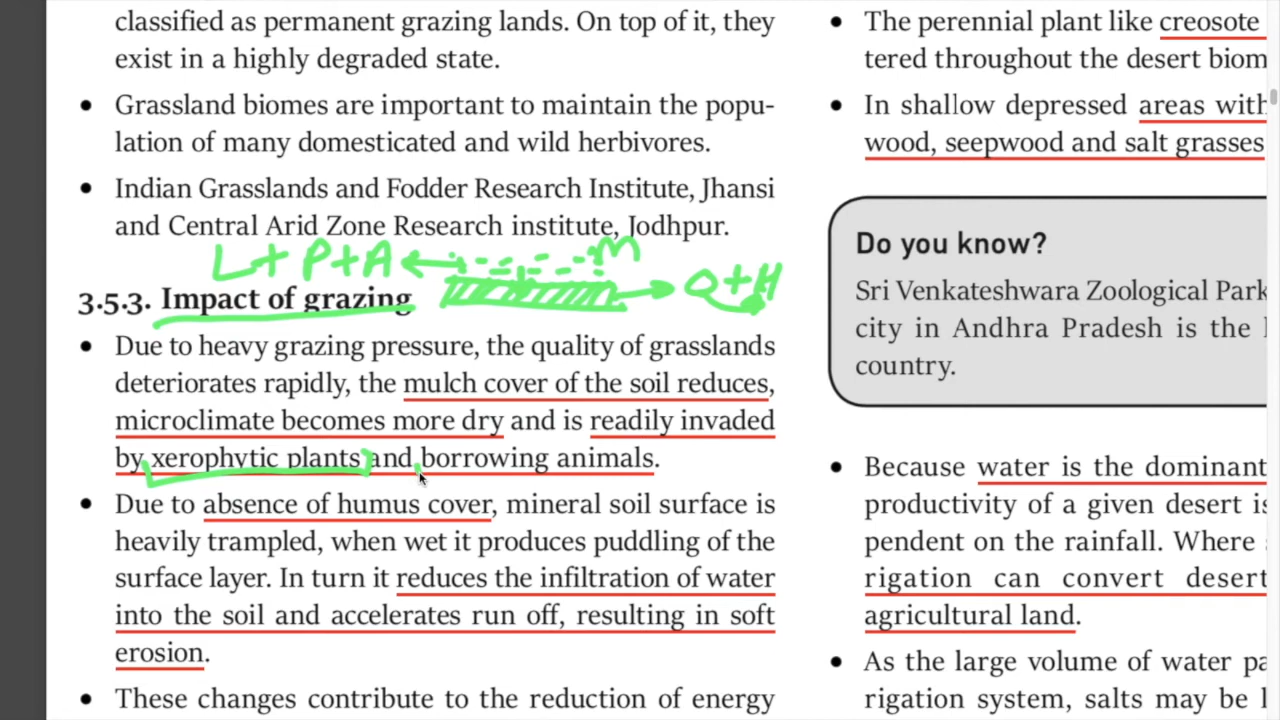 classified as permanent grazing lands. On top of it, they
exist in a highly degraded state.
• Grassland biomes are important to maintain the popu-
lation of many domesticated and wild herbivores.
• Indian Grasslands and Fodder Research Institute, Jhansi
and Central Arid Zone Research institute, Jodhpur.
L + P + A
M
O + H
3.5.3. Impact of grazing
• Due to heavy grazing pressure, the quality of grasslands
deteriorates rapidly, the mulch cover of the soil reduces,
microclimate becomes more dry and is readily invaded
by xerophytic plants and borrowing animals.
• Due to absence of humus cover, mineral soil surface is
heavily trampled, when wet it produces puddling of the
surface layer. In turn it reduces the infiltration of water
into the soil and accelerates run off, resulting in soft
erosion.
• These changes contribute to the reduction of energy
• The perennial plant like creosote
tered throughout the desert biom
• In shallow depressed areas with
wood, seepwood and salt grasses
Do you know?
Sri Venkateshwara Zoological Park
city in Andhra Pradesh is the
country.
• Because water is the dominant
productivity of a given desert is
pendent on the rainfall. Where
rigation can convert desert
agricultural land.
• As the large volume of water pa
rigation system, salts may be l